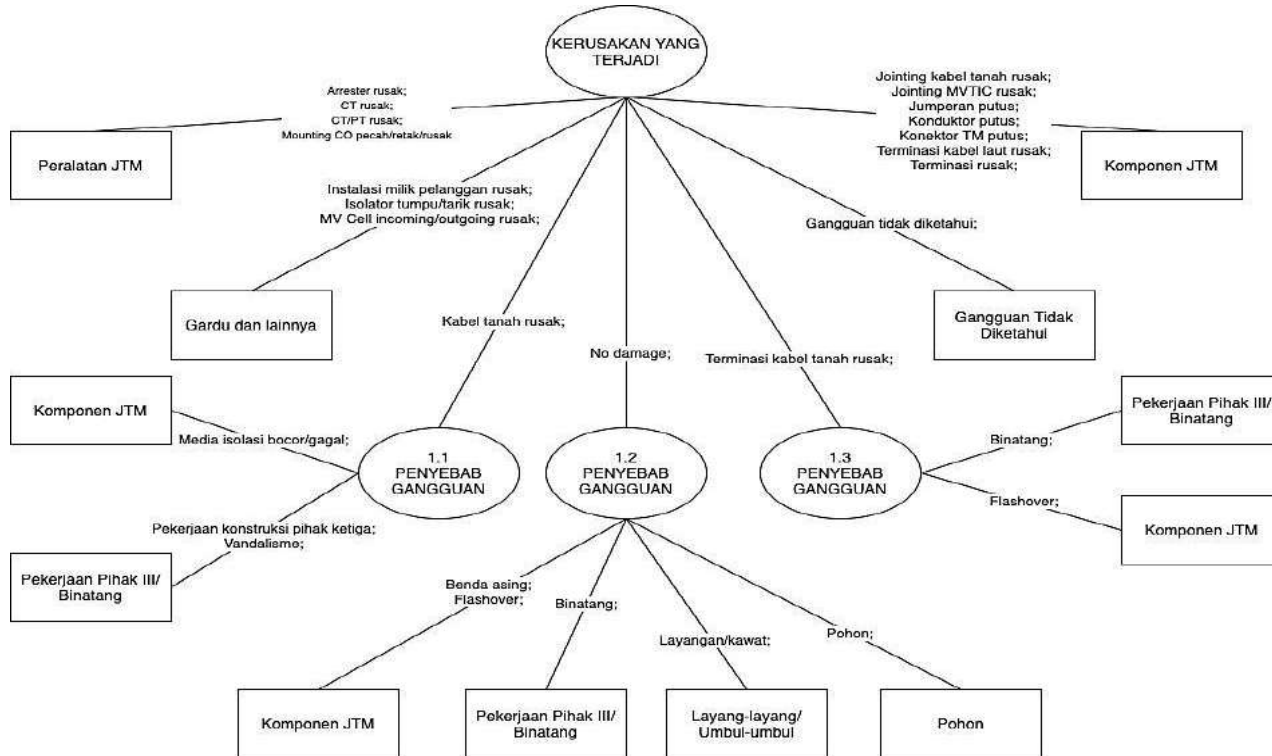 KERUSAKAN YANG
TERJADI
Arrester rusak;
CT rusak;
CT/PT rusak;
Mounting CO pecah/retak/rusak
Peralatan JTM
Jointing kabel tanah rusak;
Jointing MVTIC rusak;
Jumperan putus;
Konduktor putus;
Konektor TM putus;
Terminasi kabel laut rusak;
Terminasi rusak;
Komponen JTM
Instalasi milik pelanggan rusak;
Isolator tumpu/tarik rusak;
MV Cell incoming/outgoing rusak;
Gardu dan lainnya
Gangguan tidak diketahui;
Gangguan Tidak
Diketahui
Kabel tanah rusak;
No damage;
Terminasi kabel tanah rusak;
Komponen JTM
Media isolasi bocor/gagal;
1.1
PENYEBAB
GANGGUAN
Pekerjaan konstruksi pihak ketiga;
Vandalisme;
Pekerjaan Pihak III/
Binatang
1.2
PENYEBAB
GANGGUAN
1.3
PENYEBAB
GANGGUAN
Binatang;
Pekerjaan Pihak III/
Binatang
Flashover;
Komponen JTM
Benda asing;
Flashover;
Binatang;
Layangan/kawat;
Pohon;
Komponen JTM
Pekerjaan Pihak III/
Binatang
Layang-layang/
Umbul-umbul
Pohon